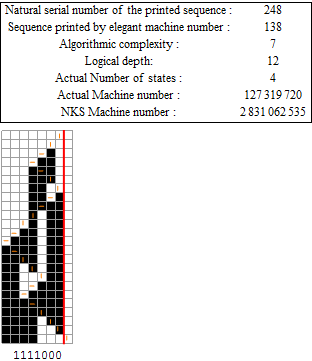 Natural serial number of the printed sequence : 248
Sequence printed by elegant machine number : 138
Algorithmic complexity : 7
Logical depth: 12
Actual Number of states : 4
Actual Machine number : 127 319 720
NKS Machine number : 2 831 062 535
1111000